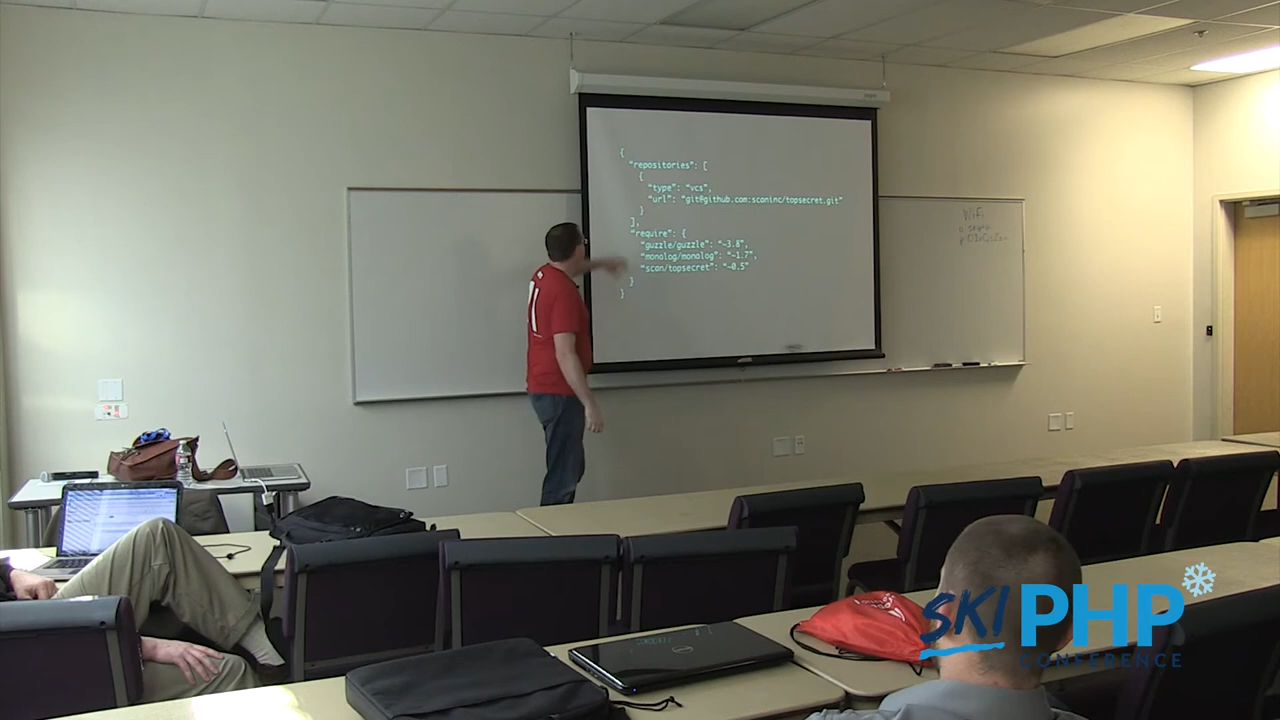 {
"repositories": [
{
"type": "vcs",
"url": "git@github.com:scaninc/topsecret.git"
}
],
"require": {
"guzzle/guzzle": "~3.8",
"monolog/monolog": "~1.7",
"scan/topsecret": "~0.5"
}
}
WiFi
SKI PHP
CONFERENCE